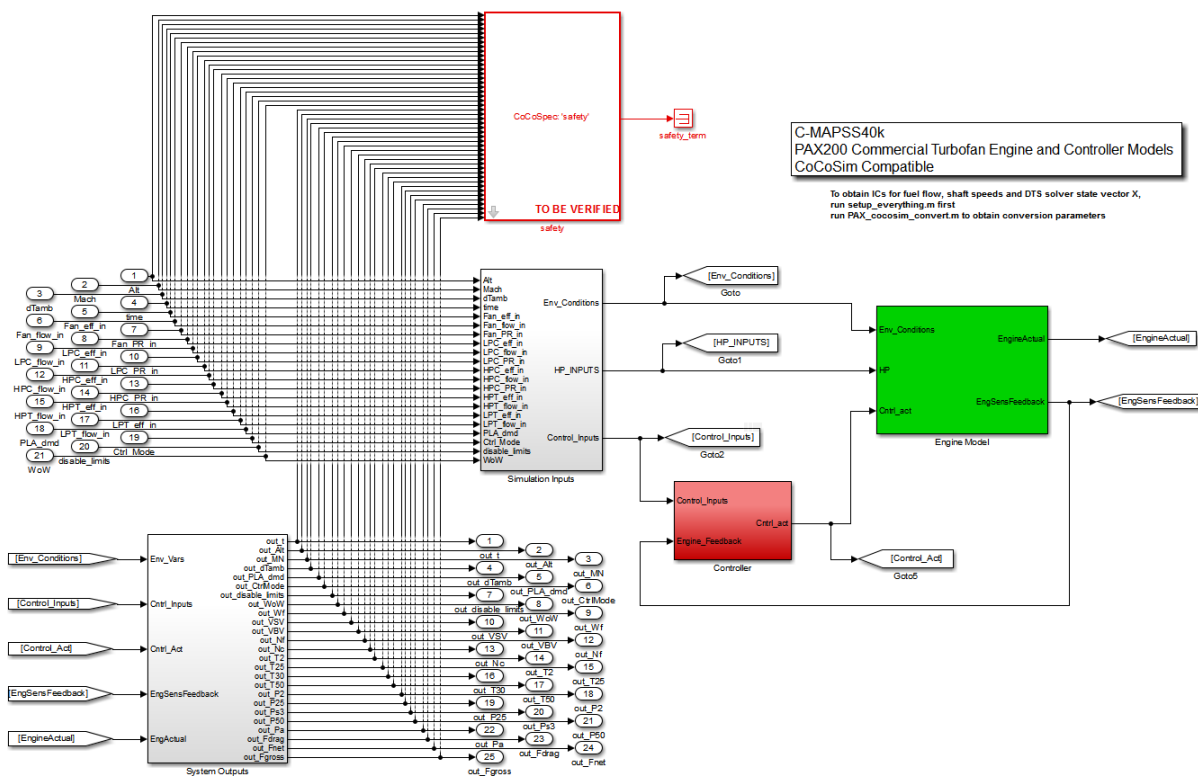 CoCoSpec: 'safety'
TO BE VERIFIED
safety
safety_term
C-MAPSS40k
PAX200 Commercial Turbofan Engine and Controller Models
CoCoSim Compatible
To obtain ICs for fuel flow, shaft speeds and DTS solver state vector X,
run setup_everything.m first
run PAX_cocosim_convert.m to obtain conversion parameters
1
Alt
2
Mach
3
dTamb
4
time
5
Fan_eff_in
6
Fan_flow_in
7
Fan_PR_in
8
LPC_eff_in
9
LPC_flow_in
10
LPC_PR_in
11
HPC_eff_in
12
HPC_flow_in
13
HPC_PR_in
14
HPT_eff_in
15
HPT_flow_in
16
LPT_eff_in
17
LPT_flow_in
18
PLA_dmd
19
Ctrl_Mode
20
disable_limits
21
WoW
Alt
Mach
dTamb
time
Fan_eff_in
Fan_flow_in
Fan_PR_in
LPC_eff_in
LPC_flow_in
LPC_PR_in
HPC_eff_in
HPC_flow_in
HPC_PR_in
HPT_eff_in
HPT_flow_in
LPT_eff_in
LPT_flow_in
PLA_dmd
Ctrl_Mode
disable_limits
WoW
Env_Conditions
HP_INPUTS
Control_Inputs
Simulation Inputs
[Env_Conditions]
Goto
[HP_INPUTS]
Goto1
[Control_Inputs]
Goto2
Env_Conditions
HP
Cntrl_act
EngineActual
EngSensFeedback
Engine Model
[EngineActual]
[EngSensFeedback]
Control_Inputs
Engine_Feedback
Cntrl_act
Controller
[Control_Act]
Goto5
[Env_Conditions]
[Control_Inputs]
[Control_Act]
[EngSensFeedback]
[EngineActual]
Env_Vars
Cntrl_Inputs
Cntrl_Act
EngSensFeedback
EngActual
out_t
out_Alt
out_MN
out_dTamb
out_PLA_dmd
out_CtrMode
out_disable_limits
out_WoW
out_Wf
out_VSV
out_VBV
out_Nf
out_Nc
out_T2
out_T25
out_T30
out_T50
out_P2
out_P25
out_Ps3
out_P50
out_Pa
out_Fdrag
out_Fnet
out_Fgross
System Outputs
1
out_t
2
out_Alt
3
out_MN
4
out_dTamb
5
out_PLA_dmd
6
out_CtrlMode
7
out_disable_limits
8
out_WoW
9
out_Wf
10
out_VSV
11
out_VBV
12
out_Nf
13
out_Nc
14
out_T2
15
out_T25
16
out_T30
17
out_T50
18
out_P2
19
out_P25
20
out_Ps3
21
out_P50
22
out_Pa
23
out_Fdrag
24
out_Fnet
25
out_Fgross